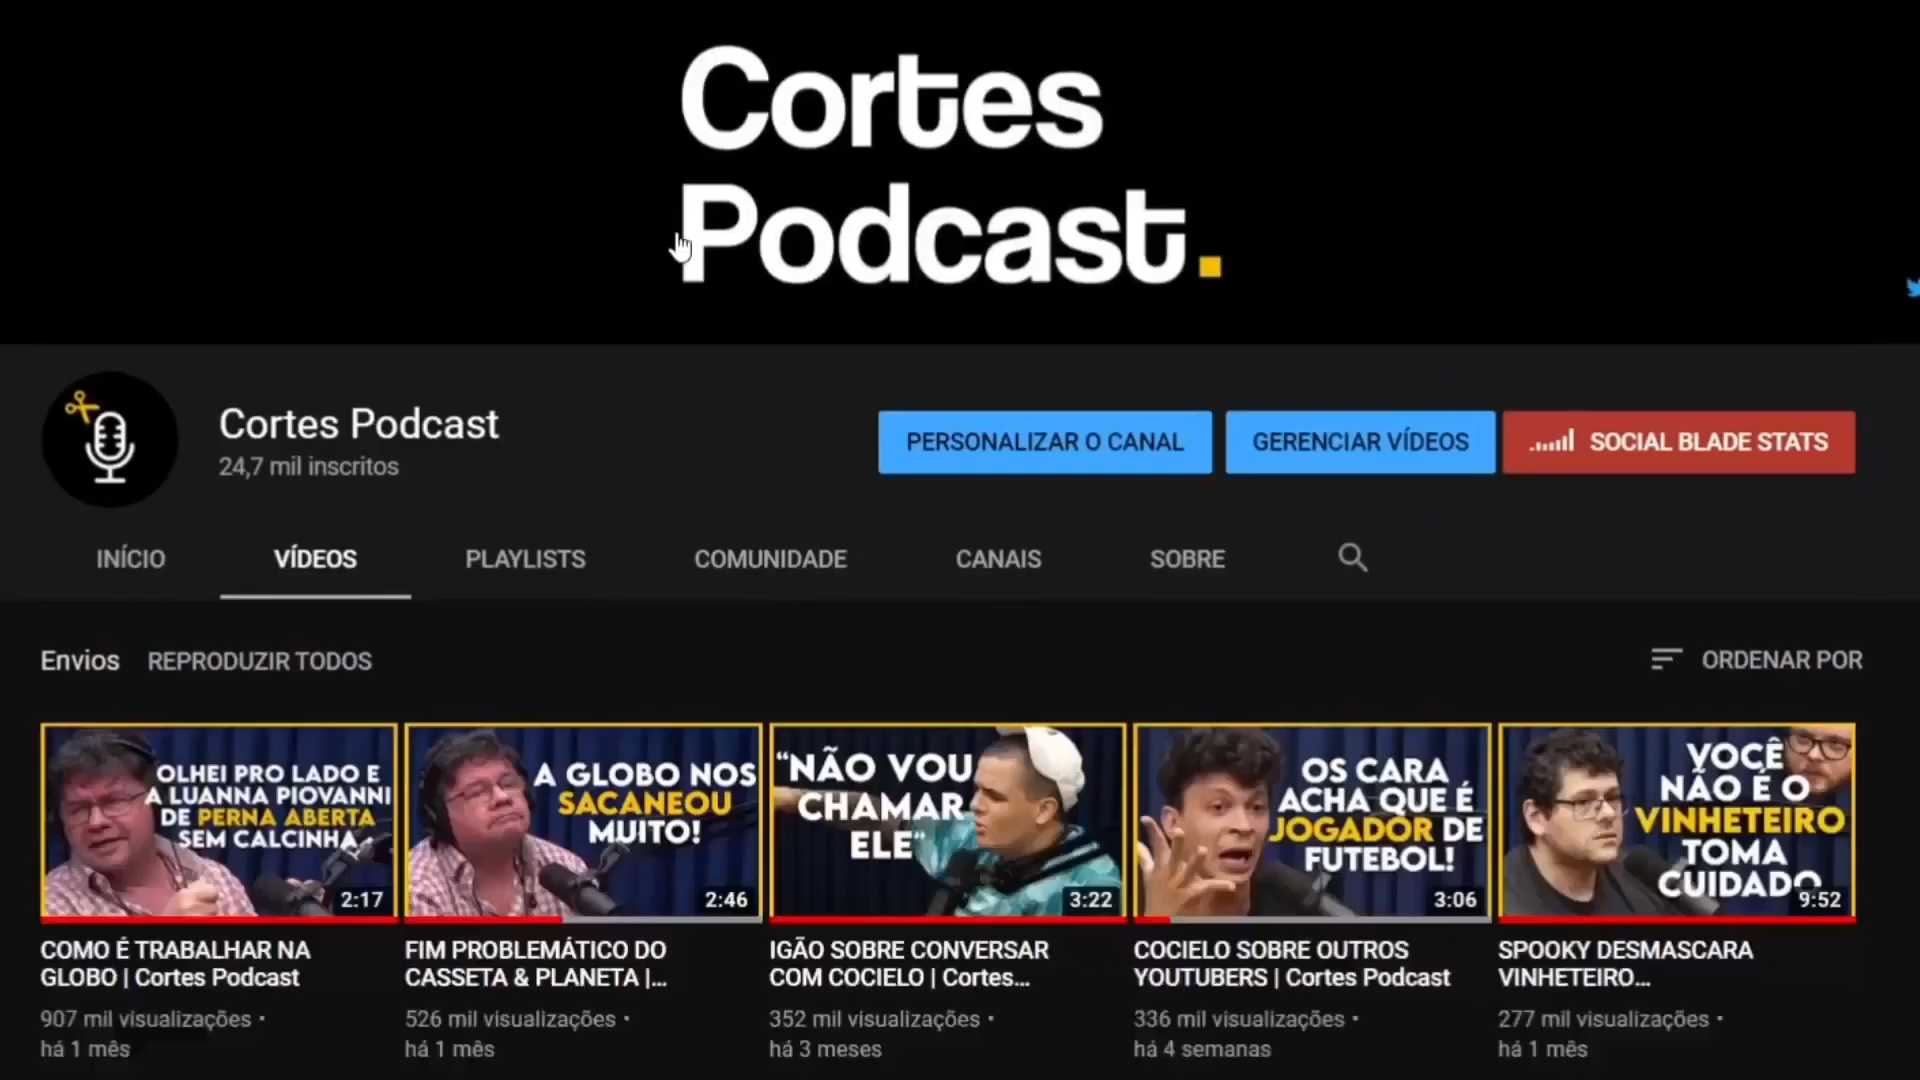 Cortes
Podcast.
Cortes Podcast
24,7 mil inscritos
PERSONALIZAR O CANAL
GERENCIAR VÍDEOS
SOCIAL BLADE STATS
INÍCIO
VÍDEOS
PLAYLISTS
COMUNIDADE
CANAIS
SOBRE
Envios
REPRODUZIR TODOS
ORDENAR POR
OLHEI PRO LADO E
A LUANNA PIOVANNI
DE PERNA ABERTA
SEM CALCINHA
2:17
A GLOBO NOS
SACANEOU
MUITO!
2:46
“NÃO VOU
CHAMAR
ELE”
3:22
OS CARA
ACHA QUE É
JOGADOR DE
FUTEBOL!
3:06
VOCÊ
NÃO É O
VINHETEIRO
TOMA
CUIDADO
9:52
COMO É TRABALHAR NA
GLOBO | Cortes Podcast
907 mil visualizações •
há 1 mês
FIM PROBLEMÁTICO DO
CASSETA & PLANETA |...
526 mil visualizações •
há 1 mês
IGÃO SOBRE CONVERSAR
COM COCIELO | Cortes...
352 mil visualizações •
há 3 meses
COCIELO SOBRE OUTROS
YOUTUBERS | Cortes Podcast
336 mil visualizações •
há 4 semanas
SPOOKY DESMASCARA
VINHETEIRO...
277 mil visualizações •
há 1 mês